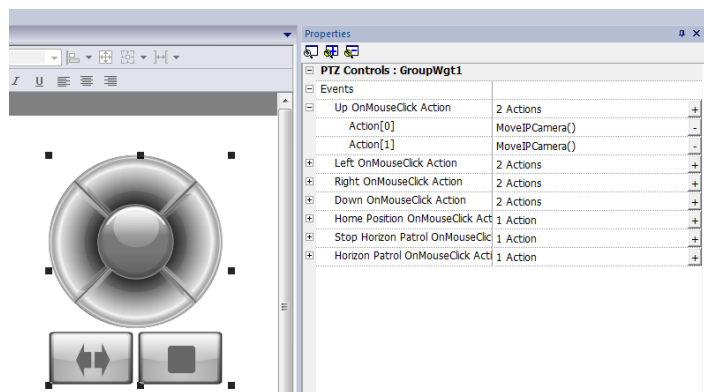 Properties
I U
PTZ Controls : GroupWgt1
Events
Up OnMouseClick Action 2 Actions +
Action[0] MoveIPCamera() -
Action[1] MoveIPCamera() -
Left OnMouseClick Action 2 Actions +
Right OnMouseClick Action 2 Actions +
Down OnMouseClick Action 2 Actions +
Home Position OnMouseClick Act 1 Action +
Stop Horizon Patrol OnMouseClic 1 Action +
Horizon Patrol OnMouseClick Acti 1 Action +